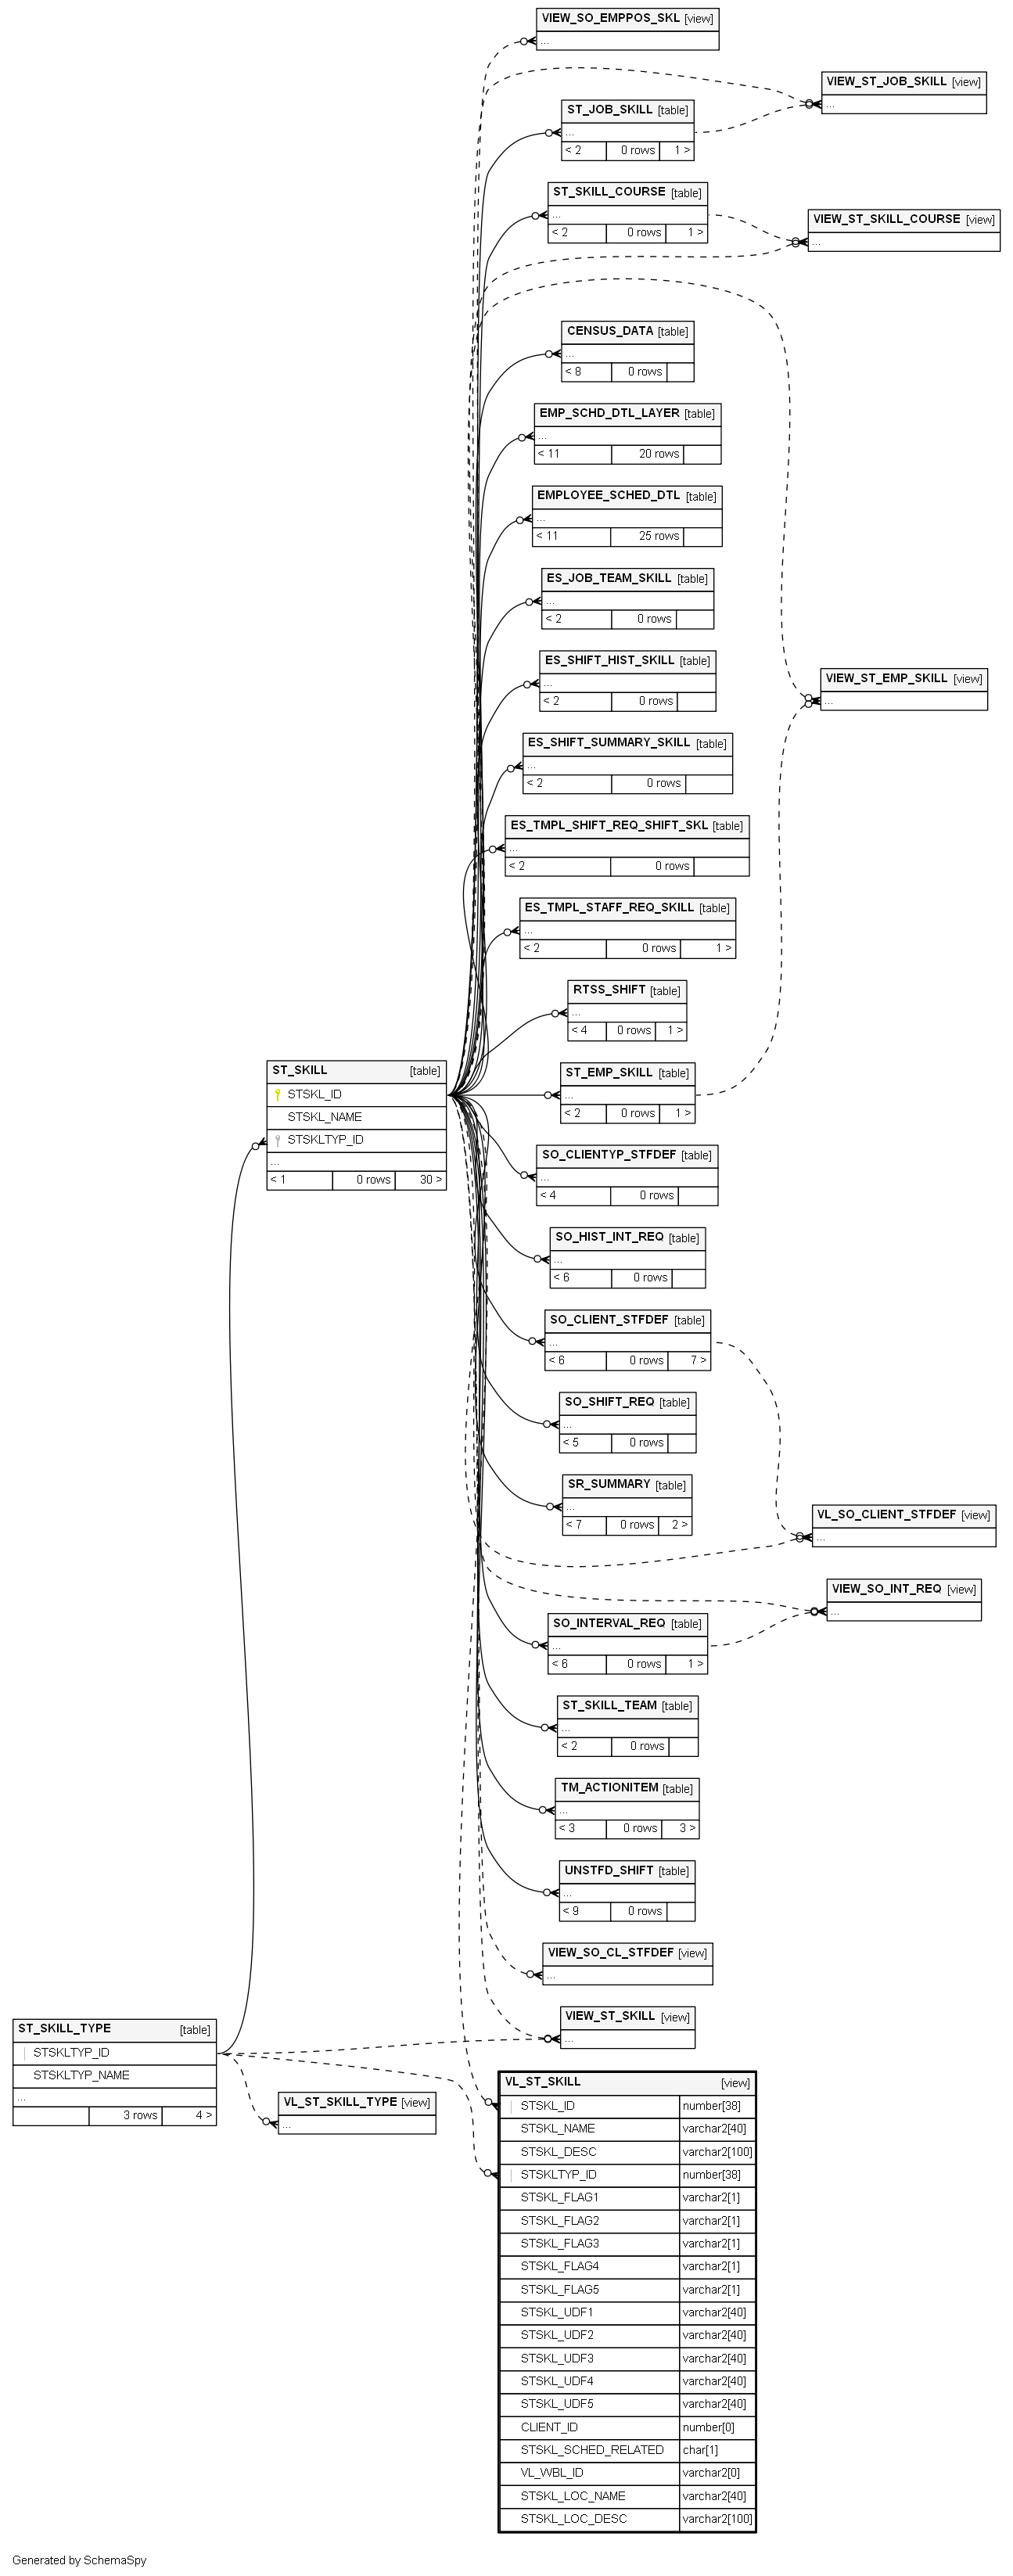 VIEW_SO_EMPPOS_SKL [view]
...
VIEW_ST_JOB_SKILL [view]
...
ST_JOB_SKILL [table]
...
< 2 0 rows 1 >
ST_SKILL_COURSE [table]
...
< 2 0 rows 1 >
VIEW_ST_SKILL_COURSE [view]
...
CENSUS_DATA [table]
...
< 8 0 rows
EMP_SCHD_DTL_LAYER [table]
...
< 11 20 rows
EMPLOYEE_SCHED_DTL [table]
...
< 11 25 rows
ES_JOB_TEAM_SKILL [table]
...
< 2 0 rows
ES_SHIFT_HIST_SKILL [table]
...
< 2 0 rows
VIEW_ST_EMP_SKILL [view]
...
ES_SHIFT_SUMMARY_SKILL [table]
...
< 2 0 rows
ES_TMPL_SHIFT_REQ_SHIFT_SKL [table]
...
< 2 0 rows
ES_TMPL_STAFF_REQ_SKILL [table]
...
< 2 0 rows 1 >
RTSS_SHIFT [table]
...
< 4 0 rows 1 >
ST_SKILL [table]
STSKL_ID
STSKL_NAME
STSKLTYP_ID
...
< 1 0 rows 30 >
ST_EMP_SKILL [table]
...
< 2 0 rows 1 >
SO_CLIENTYP_STFDEF [table]
...
< 4 0 rows
SO_HIST_INT_REQ [table]
...
< 6 0 rows
SO_CLIENT_STFDEF [table]
...
< 6 0 rows 7 >
SO_SHIFT_REQ [table]
...
< 5 0 rows
SR_SUMMARY [table]
...
< 7 0 rows 2 >
VL_SO_CLIENT_STFDEF [view]
...
VIEW_SO_INT_REQ [view]
...
SO_INTERVAL_REQ [table]
...
< 6 0 rows 1 >
ST_SKILL_TEAM [table]
...
< 2 0 rows
TM_ACTIONITEM [table]
...
< 3 0 rows 3 >
UNSTFD_SHIFT [table]
...
< 9 0 rows
VIEW_SO_CL_STFDEF [view]
...
VIEW_ST_SKILL [view]
...
ST_SKILL_TYPE [table]
STSKLTYP_ID
STSKLTYP_NAME
...
3 rows 4 >
VL_ST_SKILL_TYPE [view]
...
VL_ST_SKILL [view]
STSKL_ID number[38]
STSKL_NAME varchar2[40]
STSKL_DESC varchar2[100]
STSKLTYP_ID number[38]
STSKL_FLAG1 varchar2[1]
STSKL_FLAG2 varchar2[1]
STSKL_FLAG3 varchar2[1]
STSKL_FLAG4 varchar2[1]
STSKL_FLAG5 varchar2[1]
STSKL_UDF1 varchar2[40]
STSKL_UDF2 varchar2[40]
STSKL_UDF3 varchar2[40]
STSKL_UDF4 varchar2[40]
STSKL_UDF5 varchar2[40]
CLIENT_ID number[0]
STSKL_SCHED_RELATED char[1]
VL_WBL_ID varchar2[0]
STSKL_LOC_NAME varchar2[40]
STSKL_LOC_DESC varchar2[100]
Generated by SchemaSpy